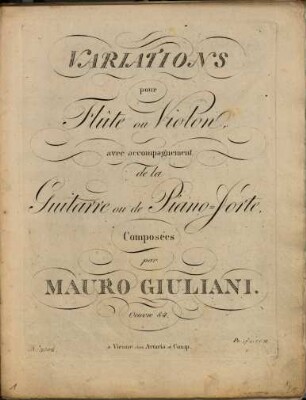 VARIATIONS
pour
Flûte ou Violon
avec accompagnement
de la
Guitarre ou de Piano-Forte.
Composées
par
MAURO GIULIANI.
Oeuvre 84.
à Vienne chez Artaria et Comp.